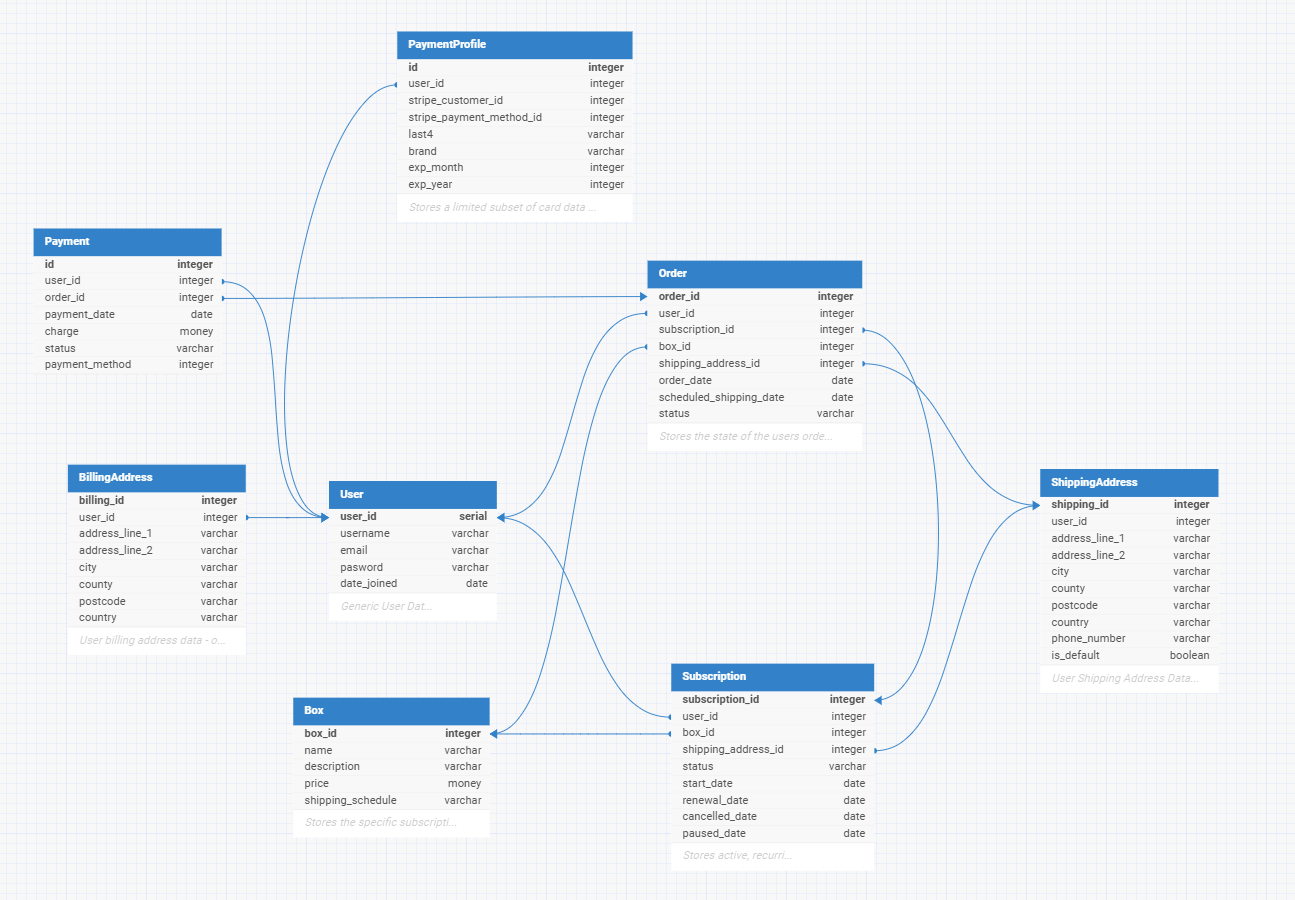 PaymentProfile
id integer
user_id integer
stripe_customer_id integer
stripe_payment_method_id integer
last4 varchar
brand varchar
exp_month integer
exp_year integer
Stores a limited subset of card data ...
Payment
id integer
user_id integer
order_id integer
payment_date date
charge money
status varchar
payment_method integer
Order
order_id integer
user_id integer
subscription_id integer
box_id integer
shipping_address_id integer
order_date date
scheduled_shipping_date date
status varchar
Stores the state of the users orde...
BillingAddress
billing_id integer
user_id integer
address_line_1 varchar
address_line_2 varchar
city varchar
county varchar
postcode varchar
country varchar
User billing address data - o...
User
user_id serial
username varchar
email varchar
pasword varchar
date_joined date
Generic User Dat...
ShippingAddress
shipping_id integer
user_id integer
address_line_1 varchar
address_line_2 varchar
city varchar
county varchar
postcode varchar
country varchar
phone_number varchar
is_default boolean
User Shipping Address Data...
Box
box_id integer
name varchar
description varchar
price money
shipping_schedule varchar
Stores the specific subscripti...
Subscription
subscription_id integer
user_id integer
box_id integer
shipping_address_id integer
status varchar
start_date date
renewal_date date
cancelled_date date
paused_date date
Stores active, recurri...